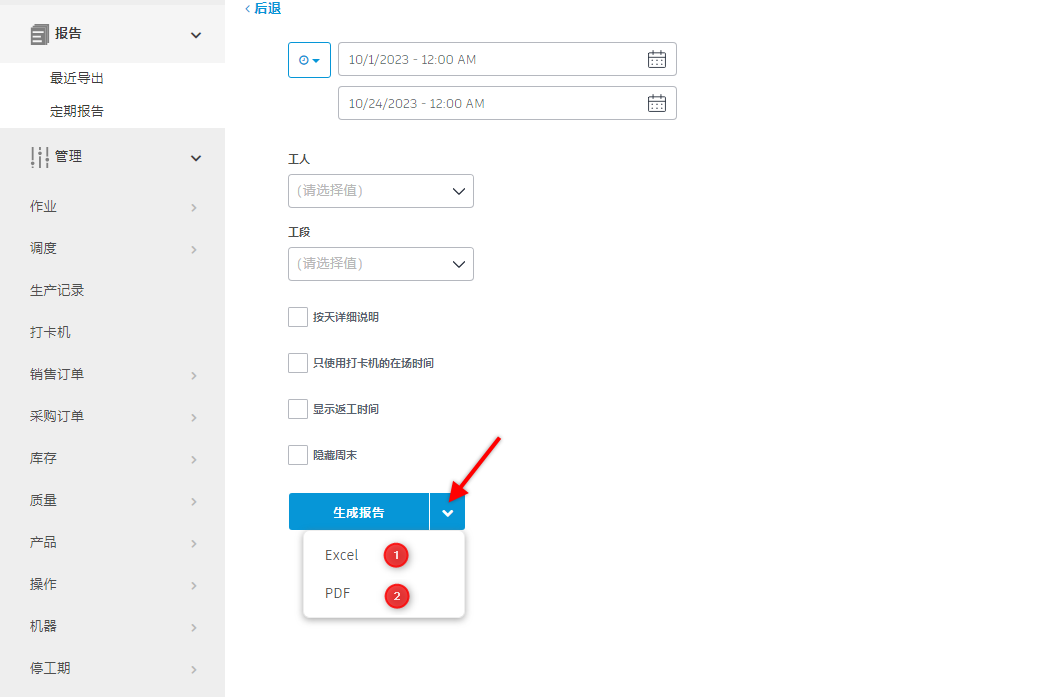 报告
最近导出
定期报告
管理
作业
调度
生产记录
打卡机
销售订单
采购订单
库存
质量
产品
操作
机器
停工期
后退
10/1/2023 - 12:00 AM
10/24/2023 - 12:00 AM
工人
(请选择值)
工段
(请选择值)
按天详细说明
只使用打卡机的在场时间
显示返工时间
隐藏周末
生成报告
Excel 1
PDF 2